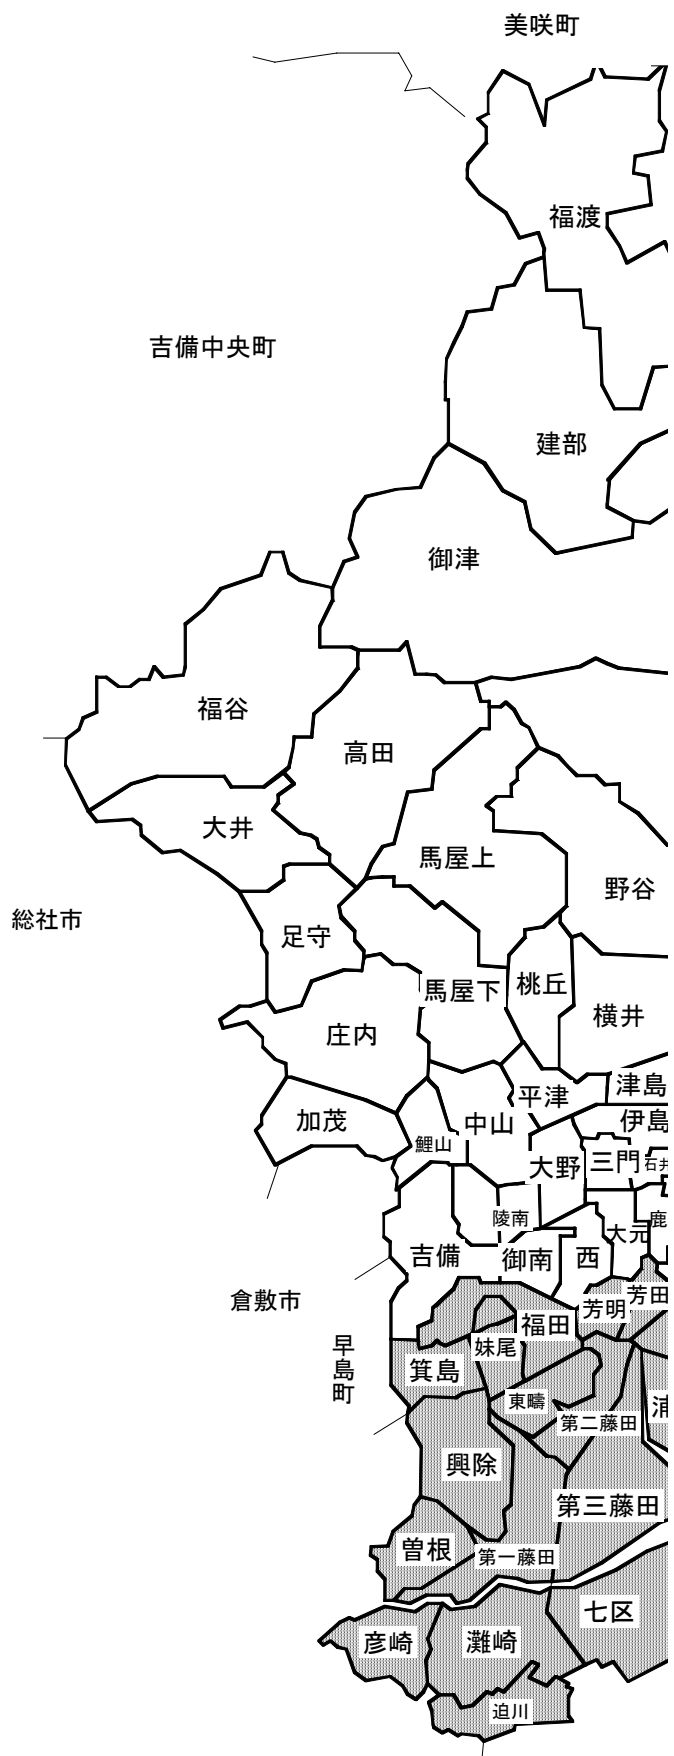 美咲町
福渡
吉備中央町
建部
御津
福谷
高田
大井
馬屋上
野谷
総社市
足守
桃丘
馬屋下
横井
庄内
津島
平津
加茂
中山
伊島
鯉山
大野
三門
石井
陵南
鹿
大元
吉備
御南
西
倉敷市
芳田
芳明
福田
早島町
妹尾
箕島
東疇
浦
第二藤田
興除
第三藤田
曽根
第一藤田
七区
彦崎
灘崎
迫川